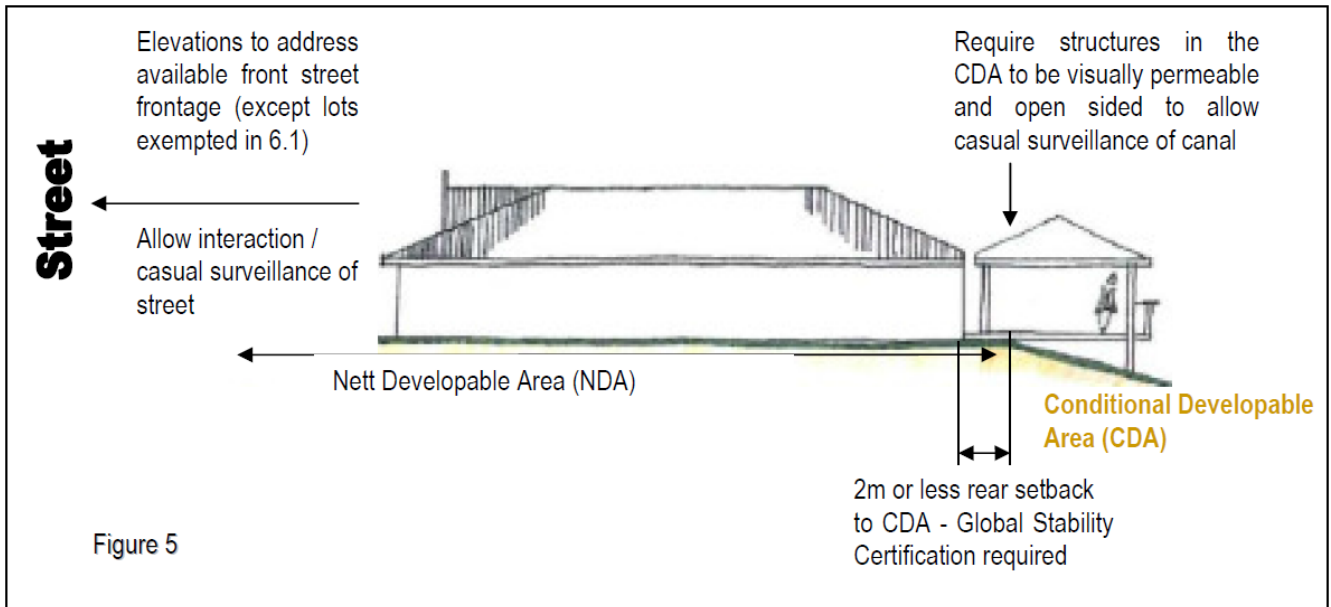 Elevations to address
available front street
frontage (except lots
exempted in 6.1)
Street
Allow interaction /
casual surveillance of
street
Require structures in the
CDA to be visually permeable
and open sided to allow
casual surveillance of canal
Nett Developable Area (NDA)
Conditional Developable
Area (CDA)
2m or less rear setback
to CDA - Global Stability
Certification required
Figure 5